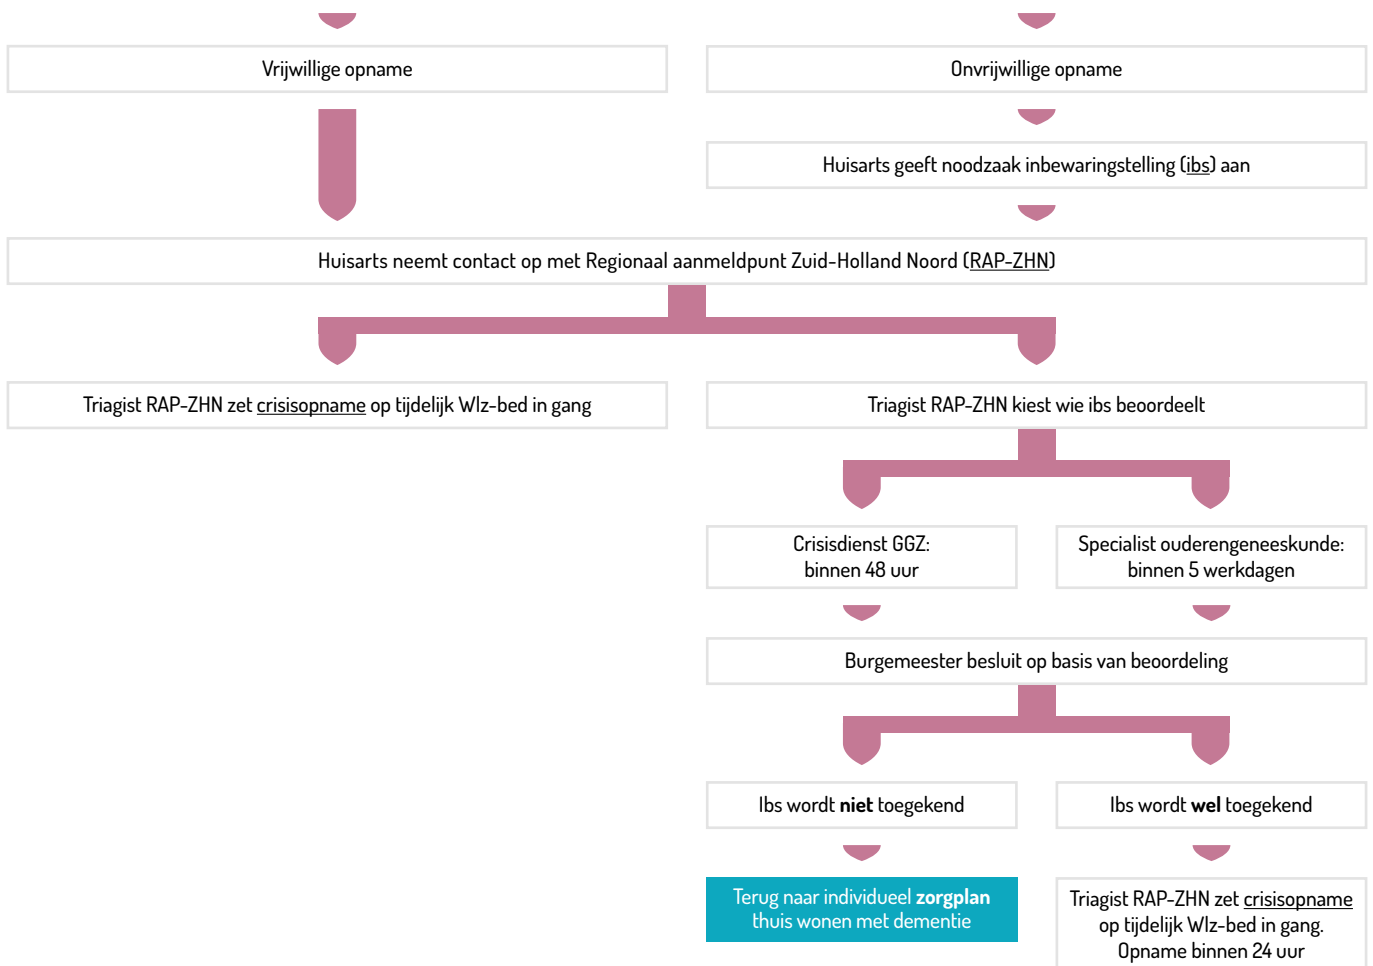 Vrijwillige opname
Onvrijwillige opname
Huisarts geeft noodzaak inbewaringstelling (ibs) aan
Huisarts neemt contact op met Regionaal aanmeldpunt Zuid-Holland Noord (RAP-ZHN)
Triagist RAP-ZHN zet crisisopname op tijdelijk Wlz-bed in gang
Triagist RAP-ZHN kiest wie ibs beoordeelt
Crisisdienst GGZ:
binnen 48 uur
Specialist ouderengeneeskunde:
binnen 5 werkdagen
Burgemeester besluit op basis van beoordeling
Ibs wordt niet toegekend
Ibs wordt wel toegekend
Terug naar individueel zorgplan
thuis wonen met dementie
Triagist RAP-ZHN zet crisisopname
op tijdelijk Wlz-bed in gang.
Opname binnen 24 uur